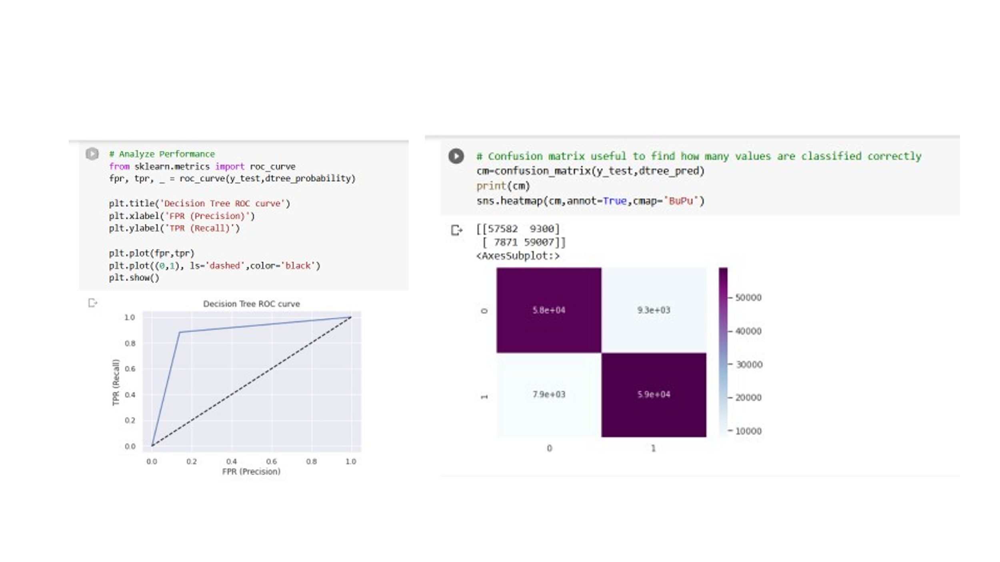 # Analyze Performance
from sklearn.metrics import roc_curve
fpr, tpr, _ = roc_curve(y_test,dtree_probability)
plt.title('Decision Tree ROC curve')
plt.xlabel('FPR (Precision)')
plt.ylabel('TPR (Recall)')
plt.plot(fpr,tpr)
plt.plot((0,1), ls='dashed',color='black')
plt.show()
Decision Tree ROC curve
1.0
0.8
0.6
0.4
0.2
0.0
TPR (Recall)
0.0 0.2 0.4 0.6 0.8 1.0
FPR (Precision)
# Confusion matrix useful to find how many values are classified correctly
cm=confusion_matrix(y_test,dtree_pred)
print(cm)
sns.heatmap(cm,annot=True,cmap='BuPu')
[[57582 9300]
[ 7871 59007]]
<AxesSubplot:>
0
5.8e+04 9.3e+03
1
7.9e+03 5.9e+04
0 1
50000
40000
30000
20000
10000